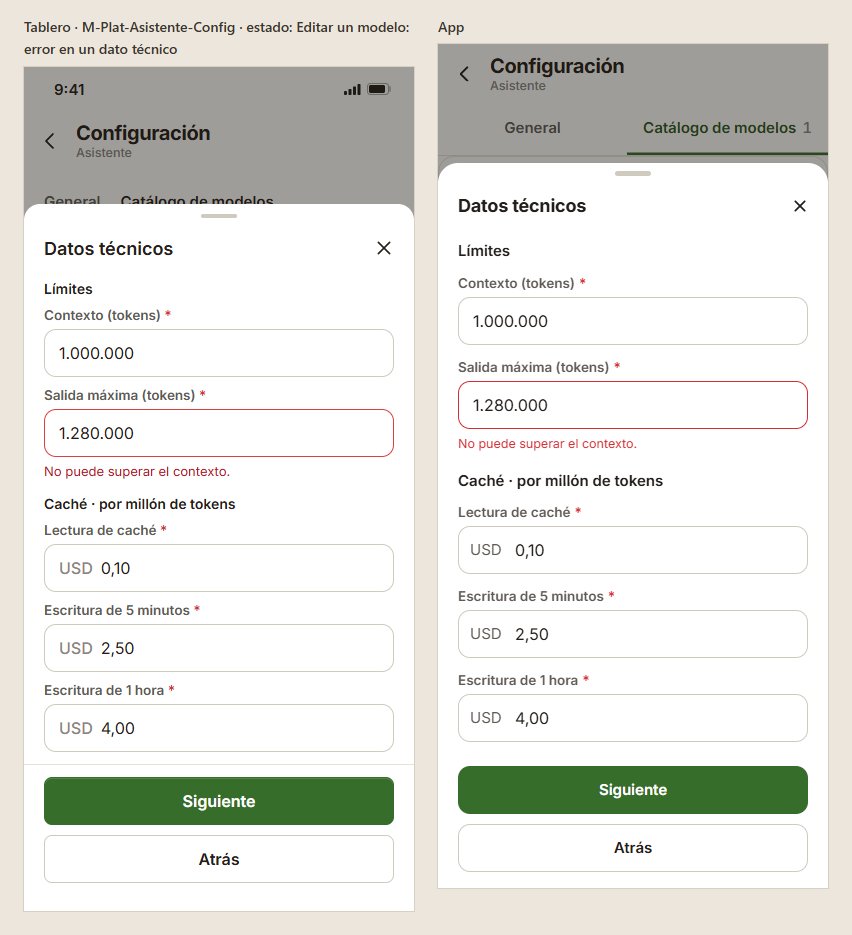 Tablero · M-Plat-Asistente-Config · estado: Editar un modelo:
error en un dato técnico
9:41
Configuración
Asistente
General Catálogo de modelos
Datos técnicos
Límites
Contexto (tokens) *
1.000.000
Salida máxima (tokens) *
1.280.000
No puede superar el contexto.
Caché · por millón de tokens
Lectura de caché *
USD 0,10
Escritura de 5 minutos *
USD 2,50
Escritura de 1 hora *
USD 4,00
Siguiente
Atrás
App
Configuración
Asistente
General Catálogo de modelos 1
Datos técnicos
Límites
Contexto (tokens) *
1.000.000
Salida máxima (tokens) *
1.280.000
No puede superar el contexto.
Caché · por millón de tokens
Lectura de caché *
USD 0,10
Escritura de 5 minutos *
USD 2,50
Escritura de 1 hora *
USD 4,00
Siguiente
Atrás